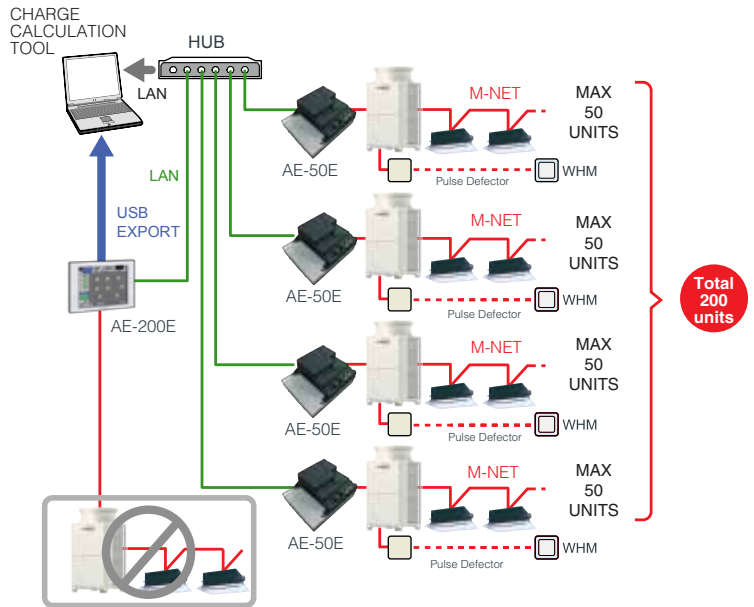 CHARGE
CALCULATION
TOOL
HUB
LAN
LAN
USB
EXPORT
AE-200E
AE-50E
M-NET
MAX
50
UNITS
Pulse Defector
WHM
AE-50E
M-NET
MAX
50
UNITS
Pulse Defector
WHM
AE-50E
M-NET
MAX
50
UNITS
Pulse Defector
WHM
AE-50E
M-NET
MAX
50
UNITS
Pulse Defector
WHM
Total
200
units